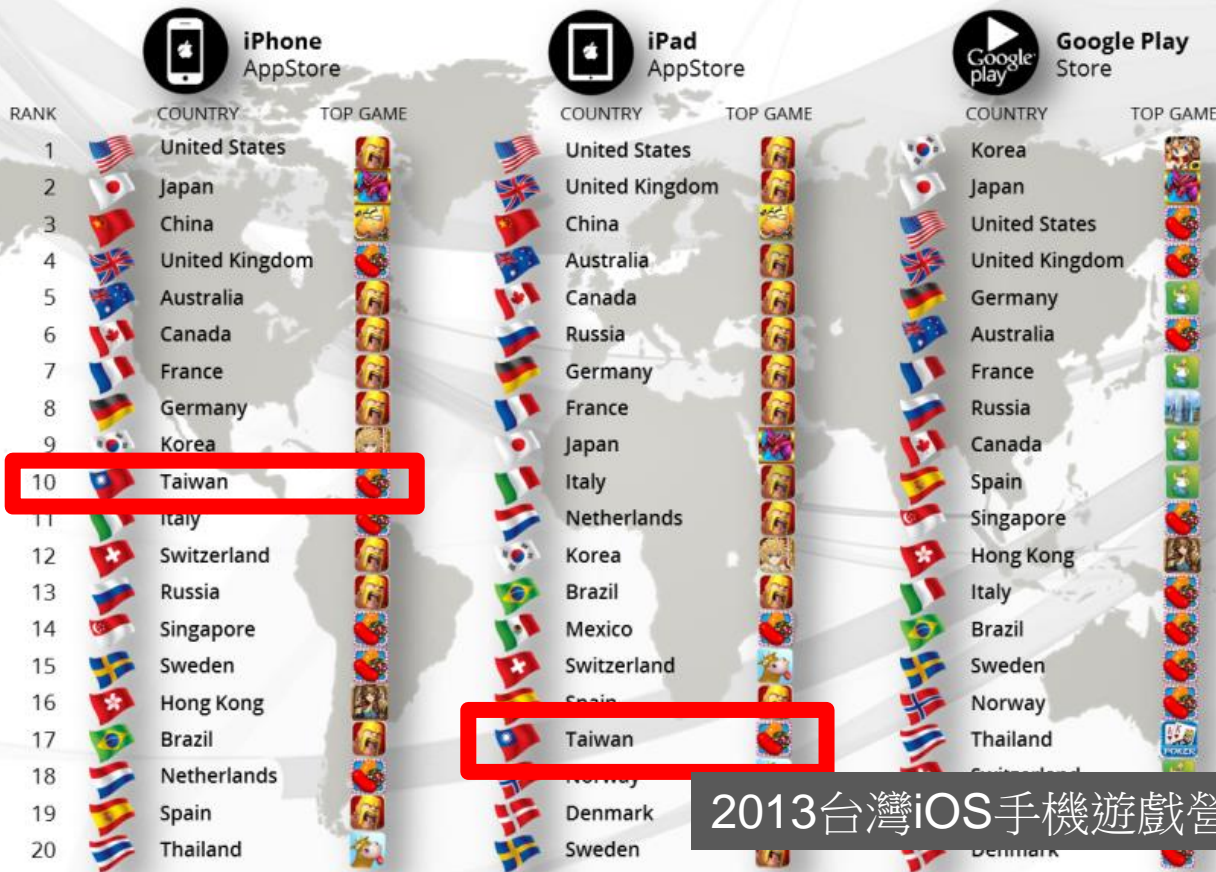 iPhone
AppStore
iPad
AppStore
Google play
Google Play
Store
RANK COUNTRY TOP GAME COUNTRY TOP GAME COUNTRY TOP GAME
1 United States United States Korea
2 Japan United Kingdom Japan
3 China China United States
4 United Kingdom Australia United Kingdom
5 Australia Canada Germany
6 Canada Russia Australia
7 France Germany France
8 Germany France Russia
9 Korea Japan Canada
10 Taiwan Italy Spain
11 Italy Netherlands Singapore
12 Switzerland Korea Hong Kong
13 Russia Brazil Italy
14 Singapore Mexico Brazil
15 Sweden Switzerland Sweden
16 Hong Kong Spain Norway
17 Brazil Taiwan Thailand
POKER
18 Netherlands Norway Switzerland
19 Spain Denmark
2013台灣iOS手機遊戲營
20 Thailand Sweden Denmark